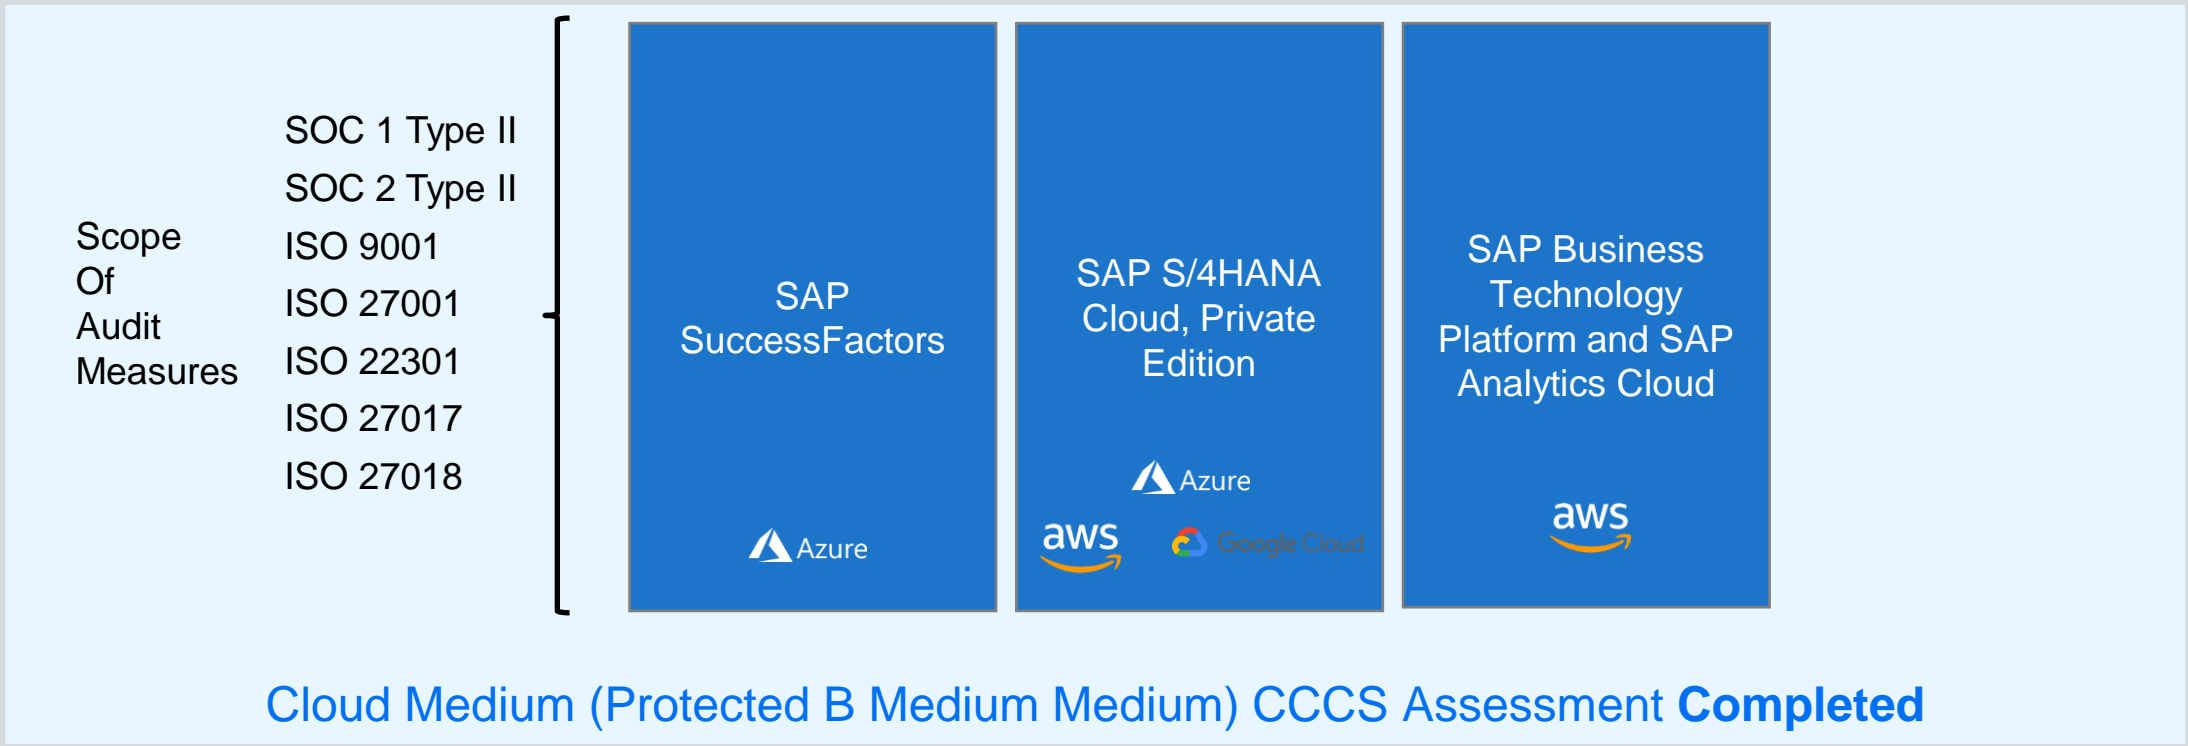 Scope
Of
Audit
Measures
SOC 1 Type II
SOC 2 Type II
ISO 9001
ISO 27001
ISO 22301
ISO 27017
ISO 27018
SAP
SuccessFactors
Azure
SAP S/4HANA
Cloud, Private
Edition
Azure
aws
Google Cloud
SAP Business
Technology
Platform and SAP
Analytics Cloud
aws
Cloud Medium (Protected B Medium Medium) CCCS Assessment Completed